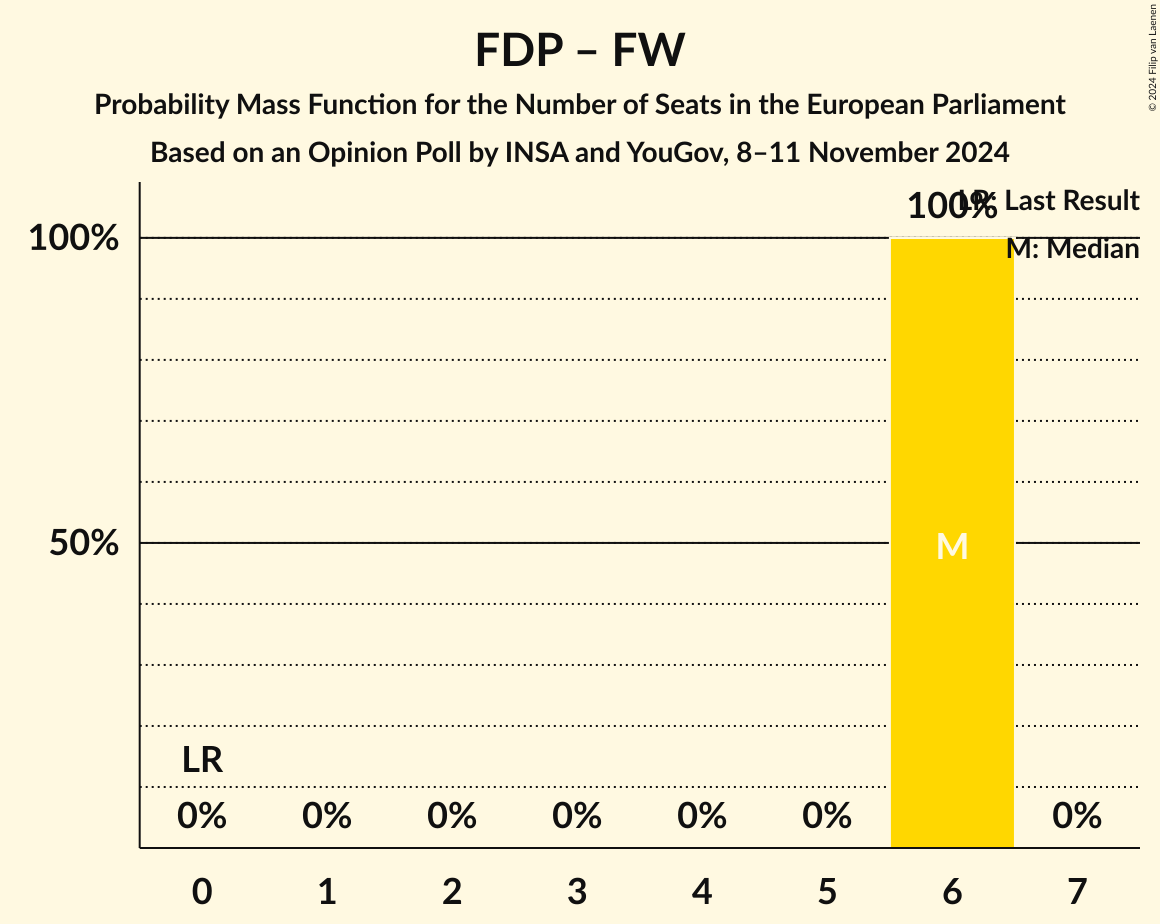 FDP – FW
Probability Mass Function for the Number of Seats in the European Parliament
Based on an Opinion Poll by INSA and YouGov, 8–11 November 2024
© 2024 Filip van Laenen
LR: Last Result
M: Median
100%
100%
50%
M
LR
0% 0% 0% 0% 0% 0% 0%
0 1 2 3 4 5 6 7